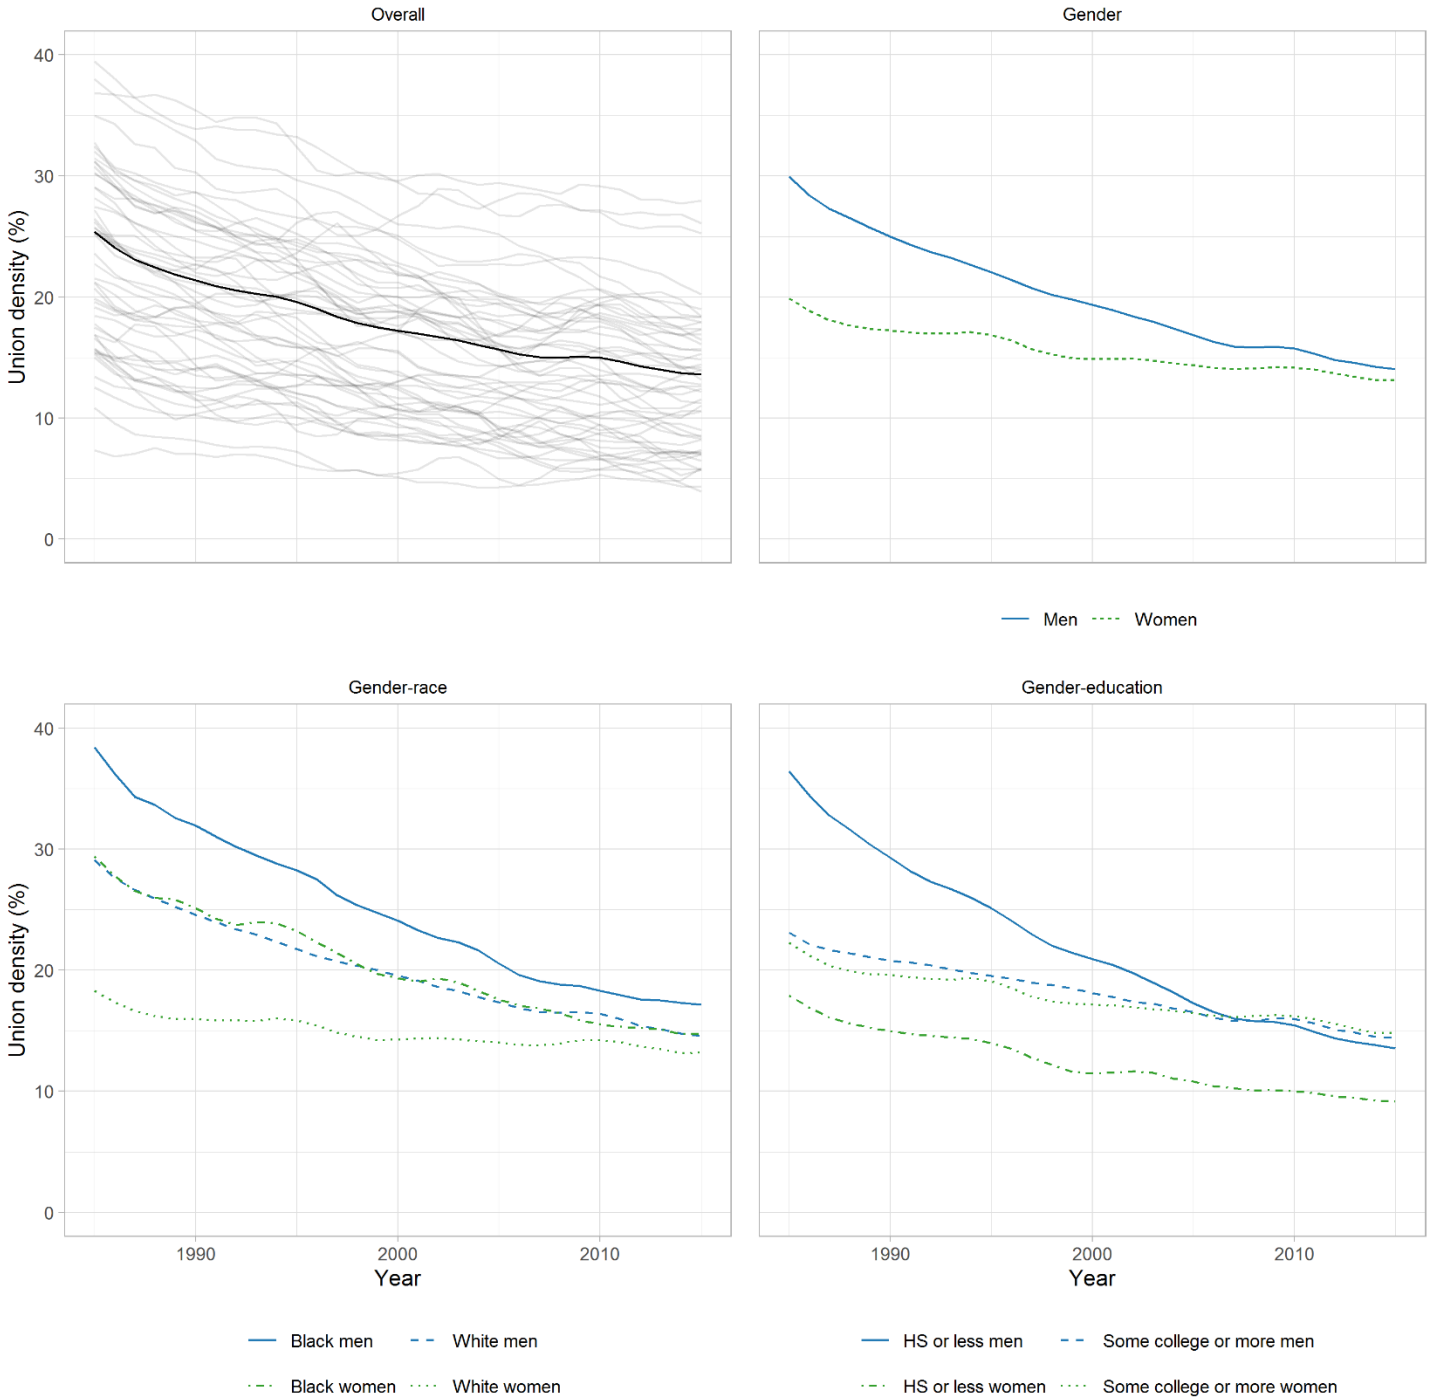 Overall
Gender
Union density (%)
40
30
20
10
0
Men
Women
Gender-race
Gender-education
Union density (%)
40
30
20
10
0
1990
2000
2010
1990
2000
2010
Year
Year
Black men
White men
HS or less men
Some college or more men
Black women
White women
HS or less women
Some college or more women